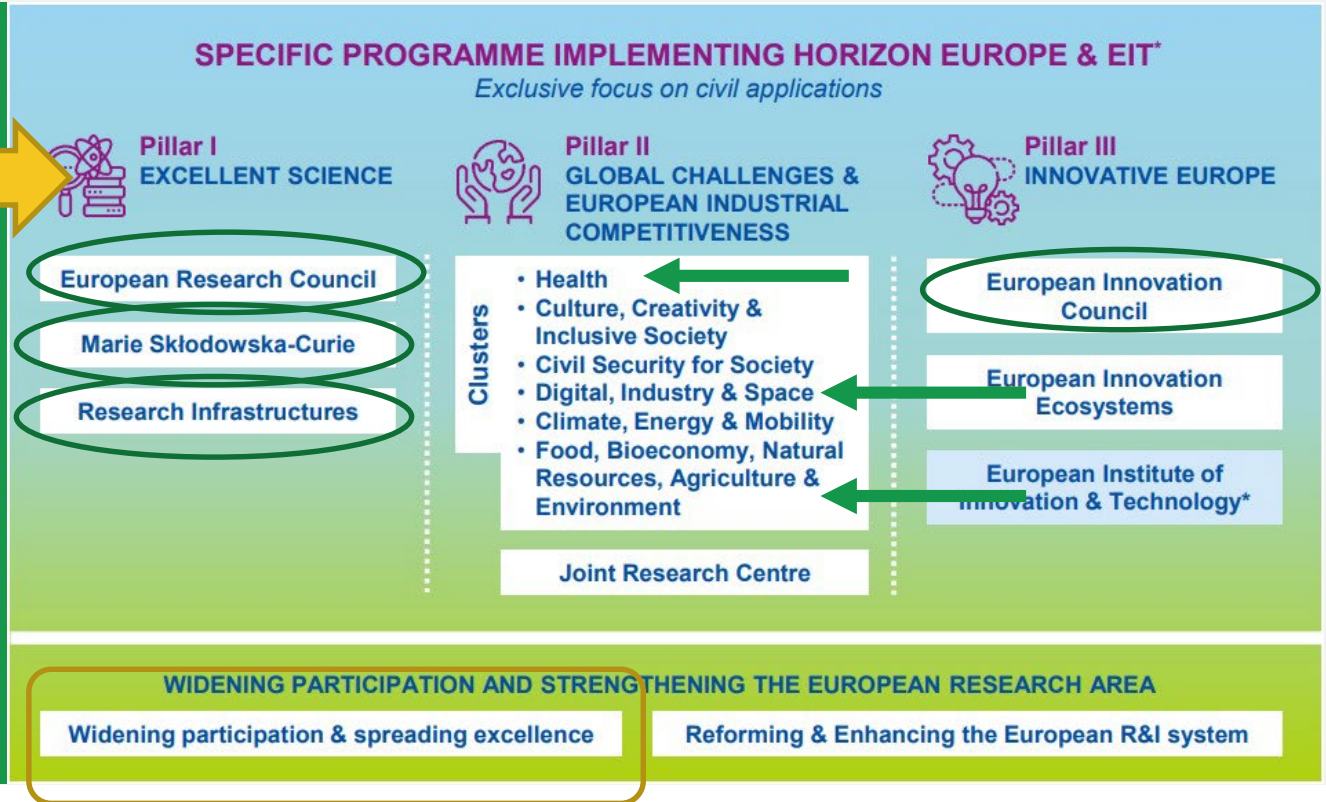 SPECIFIC PROGRAMME IMPLEMENTING HORIZON EUROPE & EIT*
Exclusive focus on civil applications
Pillar I
EXCELLENT SCIENCE
European Research Council
Marie Skłodowska-Curie
Research Infrastructures
Pillar II
GLOBAL CHALLENGES &
EUROPEAN INDUSTRIAL
COMPETITIVENESS
Clusters
• Health
• Culture, Creativity &
Inclusive Society
• Civil Security for Society
• Digital, Industry & Space
• Climate, Energy & Mobility
• Food, Bioeconomy, Natural
Resources, Agriculture &
Environment
Joint Research Centre
Pillar III
INNOVATIVE EUROPE
European Innovation
Council
European Innovation
Ecosystems
European Institute of
Innovation & Technology*
WIDENING PARTICIPATION AND STRENGTHENING THE EUROPEAN RESEARCH AREA
Widening participation & spreading excellence
Reforming & Enhancing the European R&I system